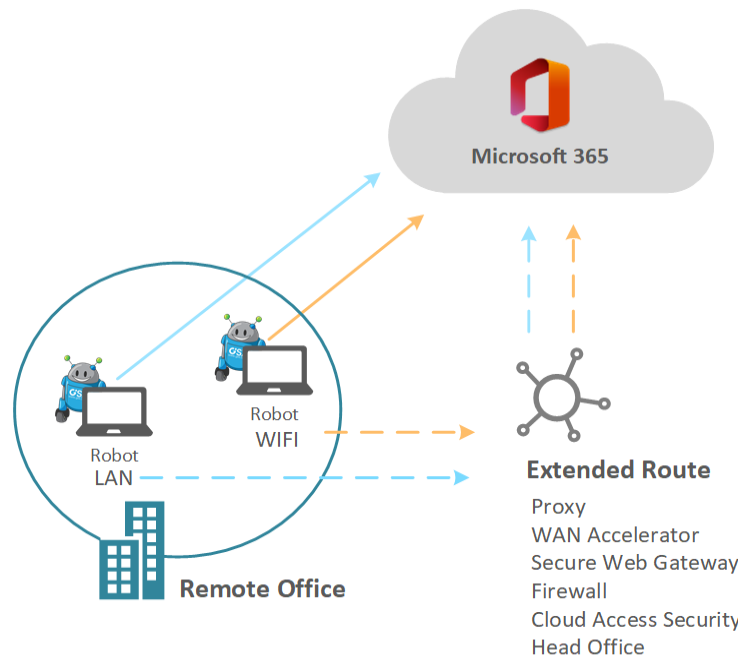 Microsoft 365
Robot
WIFI
Robot
LAN
Remote Office
Extended Route
Proxy
WAN Accelerator
Secure Web Gateway
Firewall
Cloud Access Security
Head Office